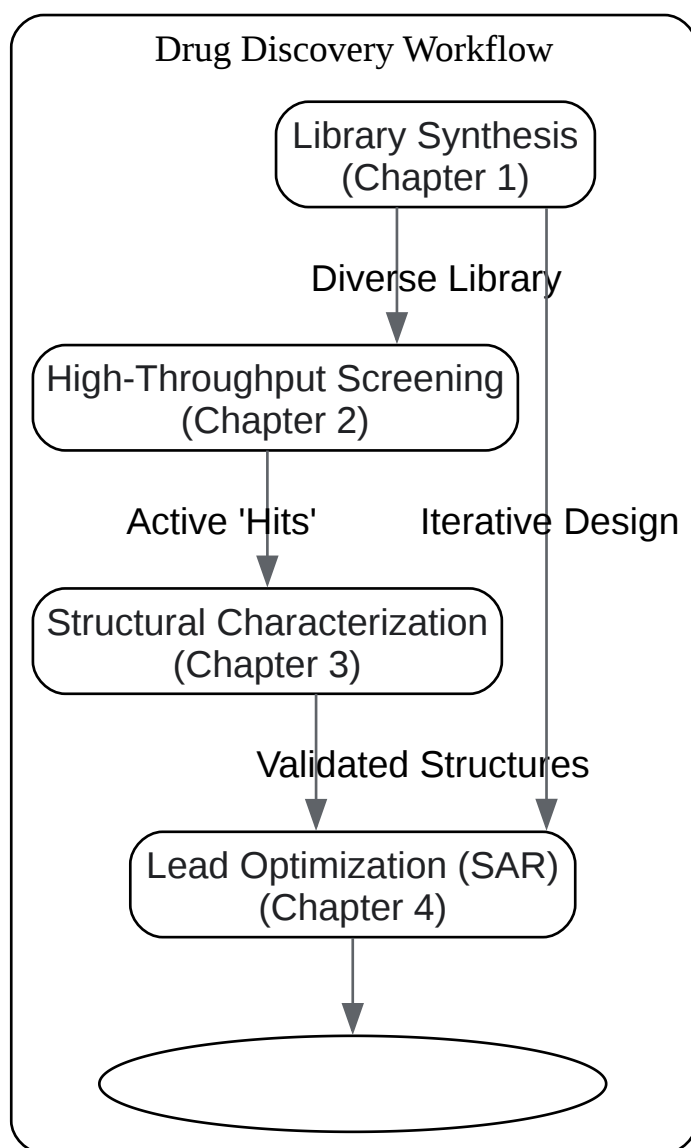 Drug Discovery Workflow
Library Synthesis
(Chapter 1)
Diverse Library
High-Throughput Screening
(Chapter 2)
Active 'Hits'
Iterative Design
Structural Characterization
(Chapter 3)
Validated Structures
Lead Optimization (SAR)
(Chapter 4)